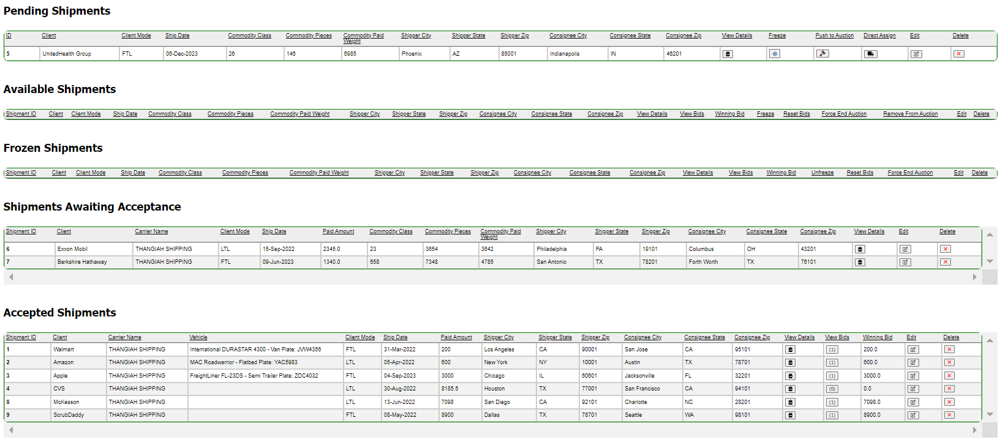 Pending Shipments
ID Client Client Mode Ship Date Commodity Class Commodity Pieces Commodity Paid Weight Shipper City Shipper State Shipper Zip Consignee City Consignee State Consignee Zip View Details Freeze Push to Auction Direct Assign Edit Delete
5 UnitedHealth Group FTL 06-Dec-2023 26 146 6985 Phoenix AZ 85001 Indianapolis IN 46201
Available Shipments
Shipment ID Client Client Mode Ship Date Commodity Class Commodity Pieces Commodity Paid Weight Shipper City Shipper State Shipper Zip Consignee City Consignee State Consignee Zip View Details View Bids Winning Bid Freeze Reset Bids Force End Auction Remove From Auction Edit Delete
Frozen Shipments
Shipment ID Client Client Mode Ship Date Commodity Class Commodity Pieces Commodity Paid Weight Shipper City Shipper State Shipper Zip Consignee City Consignee State Consignee Zip View Details View Bids Winning Bid Unfreeze Reset Bids Force End Auction Edit Delete
Shipments Awaiting Acceptance
Shipment ID Client Carrier Name Client Mode Ship Date Paid Amount Commodity Class Commodity Pieces Commodity Paid Weight Shipper City Shipper State Shipper Zip Consignee City Consignee State Consignee Zip View Details Edit Delete
6 Exxon Mobil THANGIAH SHIPPING LTL 15-Sep-2022 2345.0 23 3654 3642 Philadelphia PA 19101 Columbus OH 43201
7 Berkshire Hathaway THANGIAH SHIPPING FTL 09-Jun-2023 1340.0 658 7348 4785 San Antonio TX 78201 Forth Worth TX 76101
Accepted Shipments
Shipment ID Client Carrier Name Vehicle Client Mode Ship Date Paid Amount Shipper City Shipper State Shipper Zip Consignee City Consignee State Consignee Zip View Details View Bids Winning Bid Edit Delete
1 Walmart THANGIAH SHIPPING International DURASTAR 4300 - Van Plate: JVW4356 FTL 31-Mar-2022 200 Los Angeles CA 90001 San Jose CA 95101 (1) 200.0
2 Amazon THANGIAH SHIPPING MAC Roadwarrior - Flatbed Plate: YAC5983 LTL 05-Apr-2022 600 New York NY 10001 Austin TX 78701 (1) 600.0
3 Apple THANGIAH SHIPPING FreightLiner FL-23DS - Semi Trailer Plate: ZDC4032 FTL 04-Sep-2023 3000 Chicago IL 60601 Jacksonville FL 32201 (1) 3000.0
4 CVS THANGIAH SHIPPING LTL 30-Aug-2022 8185.5 Houston TX 77001 San Francisco CA 94101 (0) 0.0
8 McKesson THANGIAH SHIPPING LTL 13-Jun-2022 7098 San Diego CA 92101 Charlotte NC 28201 (1) 7098.0
9 ScrubDaddy THANGIAH SHIPPING FTL 08-May-2022 8900 Dallas TX 78701 Seattle WA 98101 (1) 8900.0